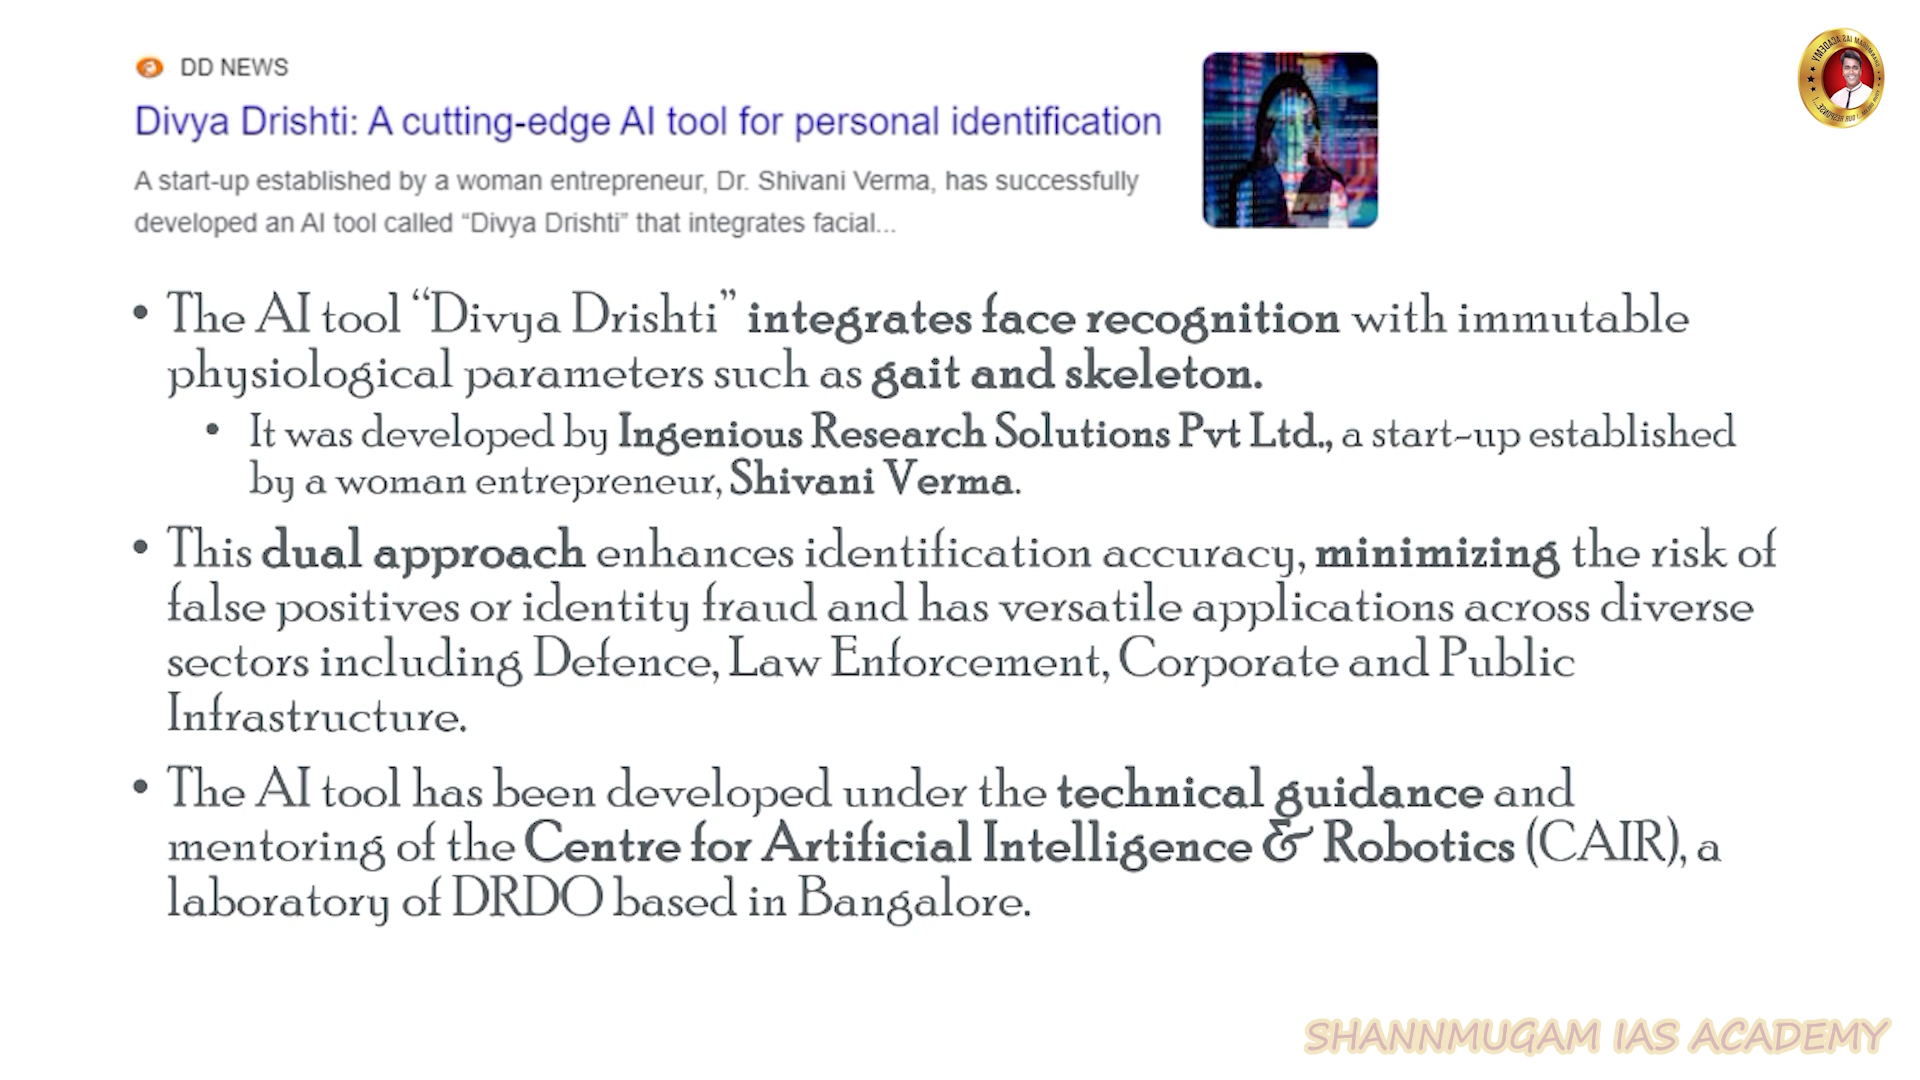 DD NEWS
Divya Drishti: A cutting-edge AI tool for personal identification
A start-up established by a woman entrepreneur, Dr. Shivani Verma, has successfully
developed an AI tool called “Divya Drishti” that integrates facial...
• The AI tool “Divya Drishti” integrates face recognition with immutable
physiological parameters such as gait and skeleton.
• It was developed by Ingenious Research Solutions Pvt Ltd., a start-up established
by a woman entrepreneur, Shivani Verma.
• This dual approach enhances identification accuracy, minimizing the risk of
false positives or identity fraud and has versatile applications across diverse
sectors including Defence, Law Enforcement, Corporate and Public
Infrastructure.
• The AI tool has been developed under the technical guidance and
mentoring of the Centre for Artificial Intelligence & Robotics (CAIR), a
laboratory of DRDO based in Bangalore.
SHANNMUGAM IAS ACADEMY